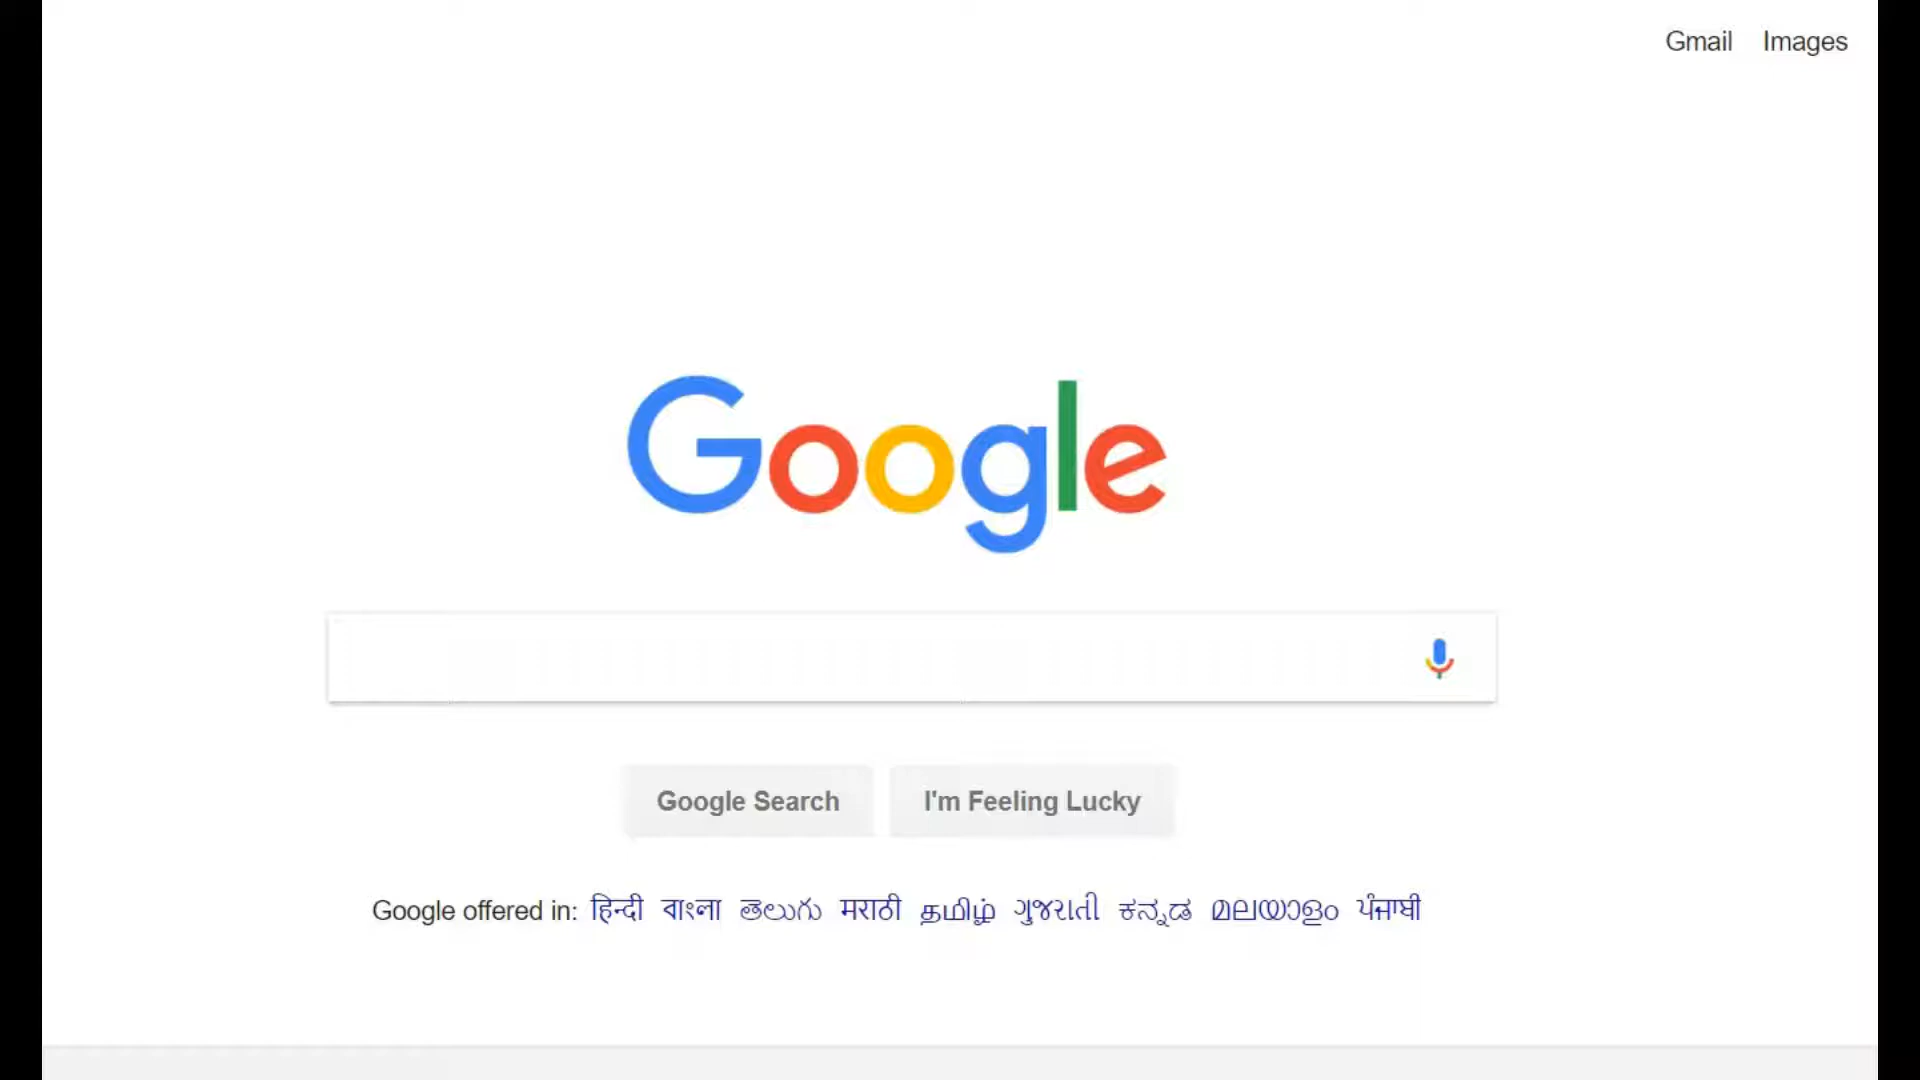 Gmail Images
Google
Google Search I'm Feeling Lucky
Google offered in: हिन्दी বাংলা తెలుగు मराठी தமிழ் ગુજરાતી ಕನ್ನಡ മലയാളം ਪੰਜਾਬੀ